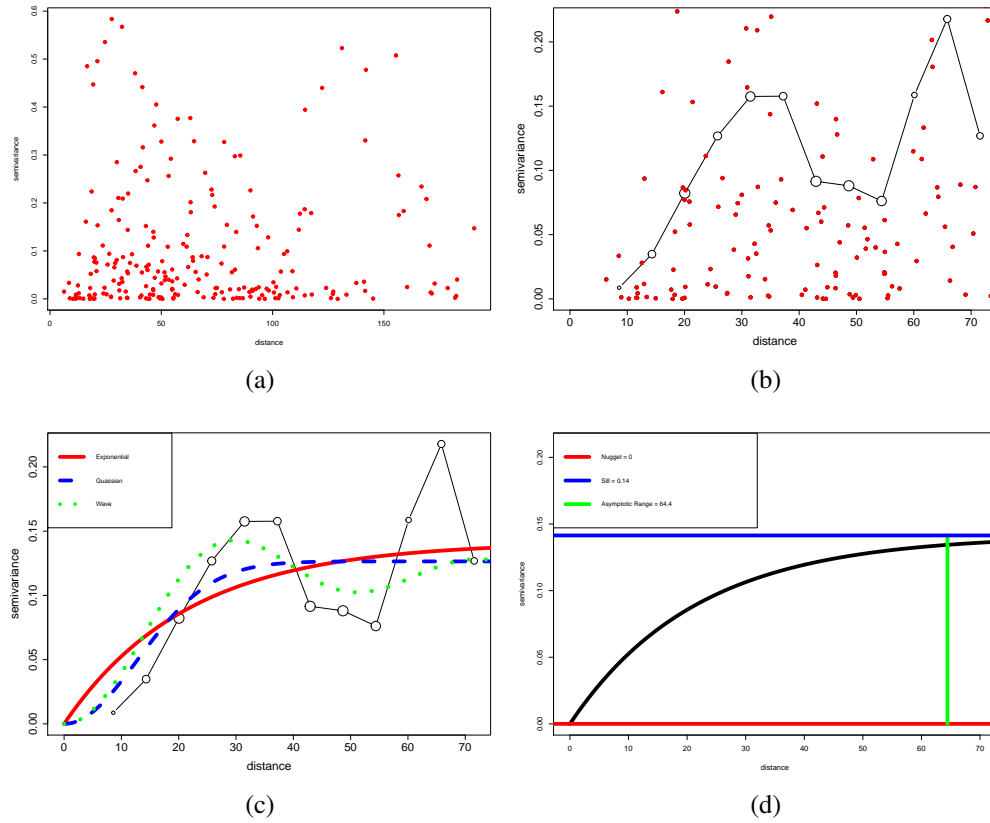 0.0 0.1 0.2 0.3 0.4 0.5 0.6
semivariance
0 50 100 150
distance
(a)
0.00 0.05 0.10 0.15 0.20
semivariance
0 10 20 30 40 50 60 70
distance
(b)
Exponential
Guassian
Wave
0.00 0.05 0.10 0.15 0.20
semivariance
0 10 20 30 40 50 60 70
distance
(c)
Nugget = 0
Sill = 0.14
Asymptotic Range = 64.4
0.00 0.05 0.10 0.15 0.20
semivariance
0 10 20 30 40 50 60 70
distance
(d)